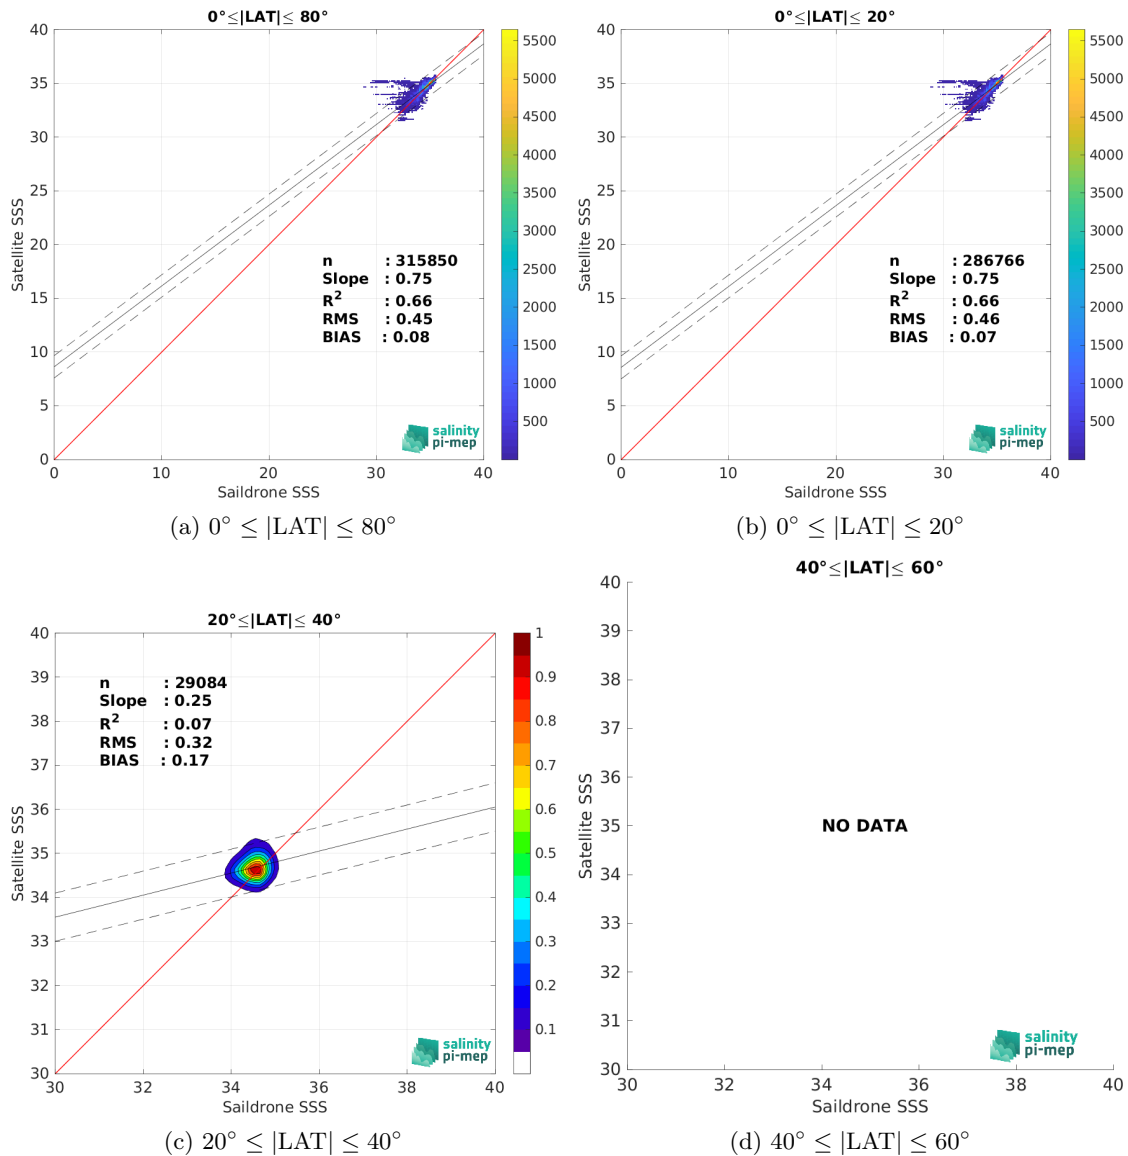 0°≤|LAT|≤ 80°
40
35
30
25
20
15
10
5
0
Satellite SSS
n : 315850
Slope : 0.75
R² : 0.66
RMS : 0.45
BIAS : 0.08
salinity
pi-mep
0 10 20 30 40
Saildrone SSS
5500
5000
4500
4000
3500
3000
2500
2000
1500
1000
500
(a) 0° ≤ |LAT| ≤ 80°
0°≤|LAT|≤ 20°
40
35
30
25
20
15
10
5
0
Satellite SSS
n : 286766
Slope : 0.75
R² : 0.66
RMS : 0.46
BIAS : 0.07
salinity
pi-mep
0 10 20 30 40
Saildrone SSS
5500
5000
4500
4000
3500
3000
2500
2000
1500
1000
500
(b) 0° ≤ |LAT| ≤ 20°
20°≤|LAT|≤ 40°
40
39
38
37
36
35
34
33
32
31
30
Satellite SSS
n : 29084
Slope : 0.25
R² : 0.07
RMS : 0.32
BIAS : 0.17
salinity
pi-mep
30 32 34 36 38 40
Saildrone SSS
1
0.9
0.8
0.7
0.6
0.5
0.4
0.3
0.2
0.1
(c) 20° ≤ |LAT| ≤ 40°
40°≤|LAT|≤ 60°
40
39
38
37
36
35
34
33
32
31
30
Satellite SSS
NO DATA
salinity
pi-mep
30 32 34 36 38 40
Saildrone SSS
(d) 40° ≤ |LAT| ≤ 60°